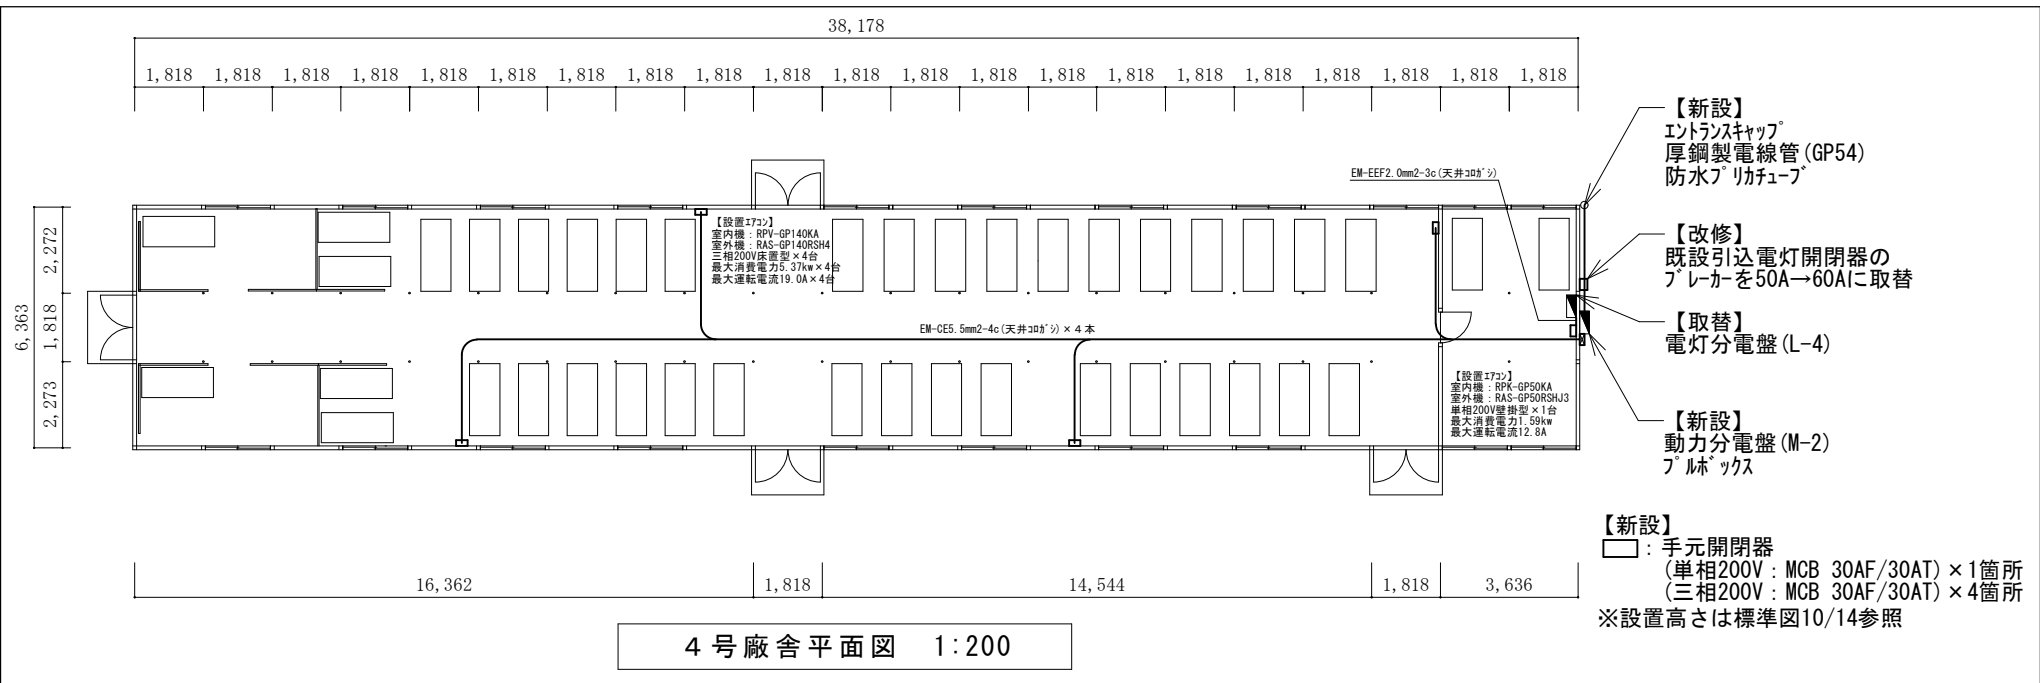 38,178
1,818 1,818 1,818 1,818 1,818 1,818 1,818 1,818 1,818 1,818 1,818 1,818 1,818 1,818 1,818 1,818 1,818 1,818 1,818 1,818 1,818
【新設】
エントランスキャップ
厚鋼製電線管(GP54)
防水プリカチューブ
EM-EEF2.0mm2-3c(天井コロガシ)
【改修】
既設引込電灯開閉器の
ブレーカーを50A→60Aに取替
【取替】
電灯分電盤(L-4)
【新設】
動力分電盤(M-2)
プルボックス
6,363
2,272
1,818
2,273
【設置エアコン】
室内機：RPV-GP140KA
室外機：RAS-GP140RSH4
三相200V床置型×4台
最大消費電力5.37kw×4台
最大運転電流19.0A×4台
EM-CE5.5mm2-4c(天井コロガシ)×４本
【設置エアコン】
室内機：RPK-GP50KA
室外機：RAS-GP50RSHJ3
単相200V壁掛型×1台
最大消費電力1.59kw
最大運転電流12.8A
【新設】
：手元開閉器
(単相200V：MCB 30AF/30AT)×1箇所
(三相200V：MCB 30AF/30AT)×4箇所
※設置高さは標準図10/14参照
16,362 1,818 14,544 1,818 3,636
４号廠舎平面図 1:200